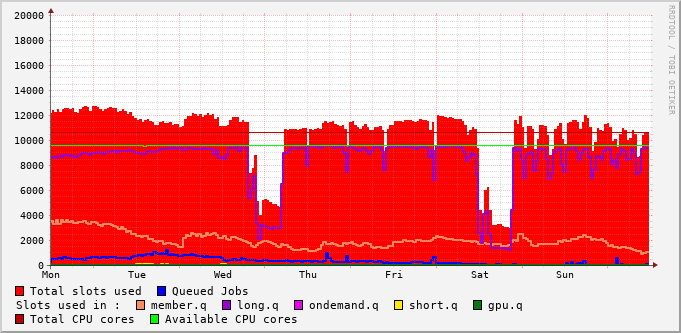 RRDTOOL / TOBI OETIKER
20000
18000
16000
14000
12000
10000
8000
6000
4000
2000
0
Mon Tue Wed Thu Fri Sat Sun
Total slots used Queued Jobs
Slots used in : member.q long.q ondemand.q short.q gpu.q
Total CPU cores Available CPU cores